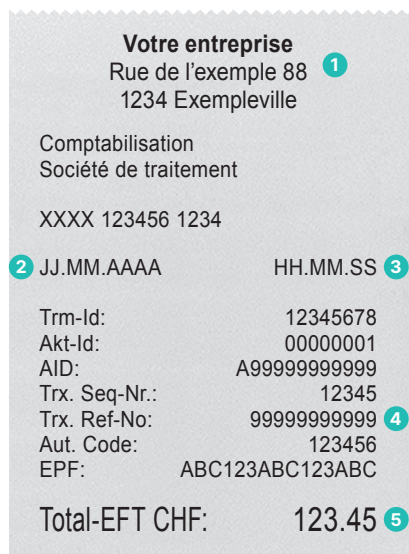 Votre entreprise
Rue de l'exemple 88 1
1234 Exempleville
Comptabilisation
Société de traitement
XXXX 123456 1234
2 JJ.MM.AAAA HH.MM.SS 3
Trm-Id: 12345678
Akt-Id: 00000001
AID: A99999999999
Trx. Seq-Nr.: 12345
Trx. Ref-No: 99999999999 4
Aut. Code: 123456
EPF: ABC123ABC123ABC
Total-EFT CHF: 123.45 5